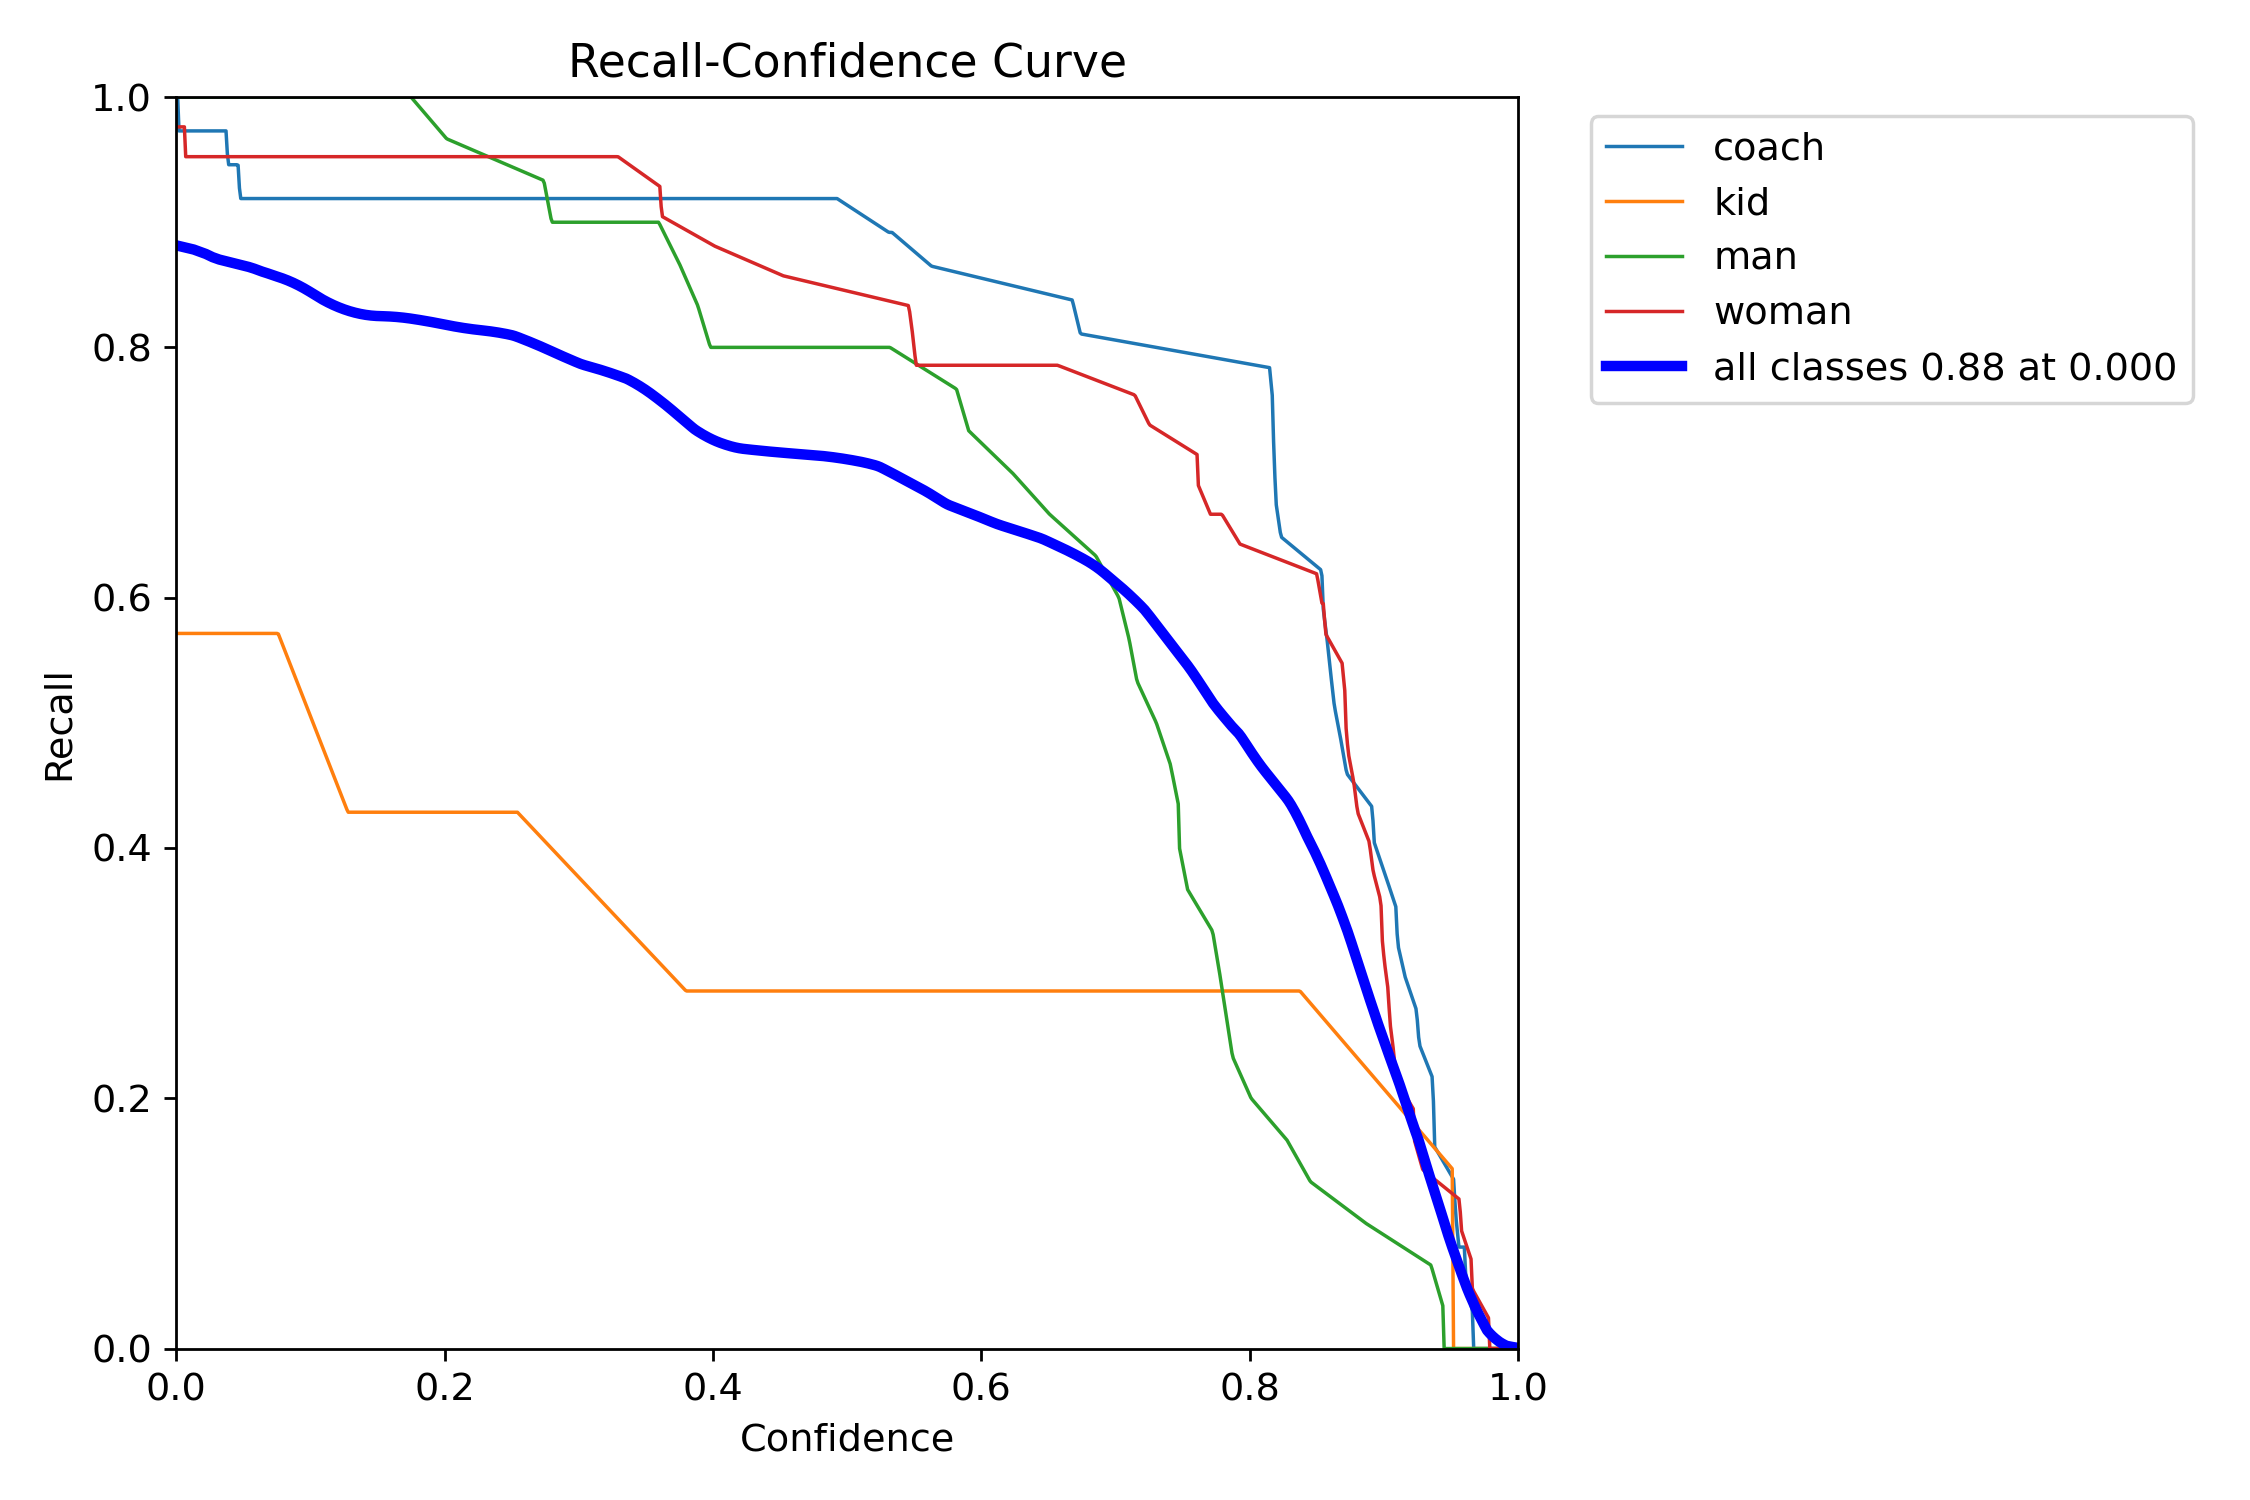 Recall-Confidence Curve
1.0
0.8
0.6
0.4
0.2
0.0
Recall
0.0 0.2 0.4 0.6 0.8 1.0
Confidence
coach
kid
man
woman
all classes 0.88 at 0.000